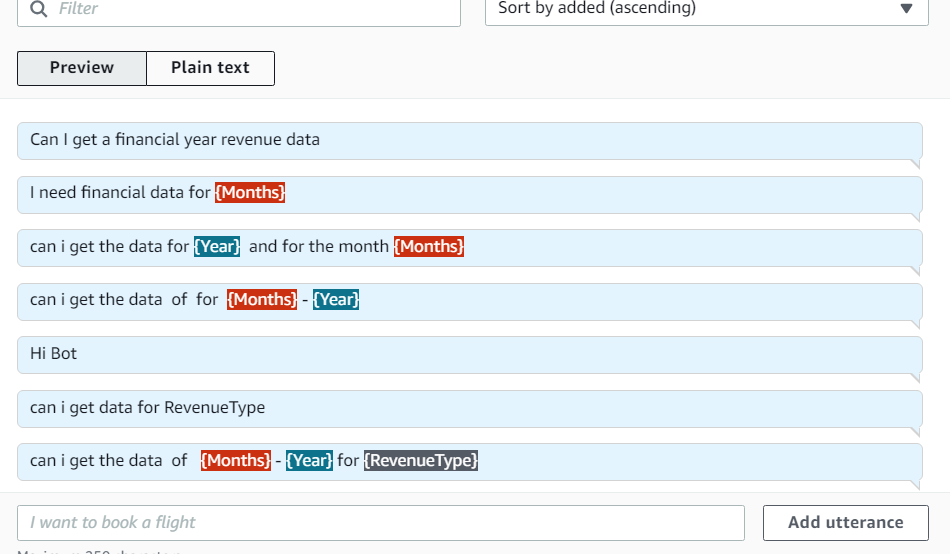 Filter
Sort by added (ascending)
Preview
Plain text
Can I get a financial year revenue data
I need financial data for {Months}
can i get the data for {Year} and for the month {Months}
can i get the data of for {Months} - {Year}
Hi Bot
can i get data for RevenueType
can i get the data of {Months} - {Year} for {RevenueType}
I want to book a flight
Add utterance